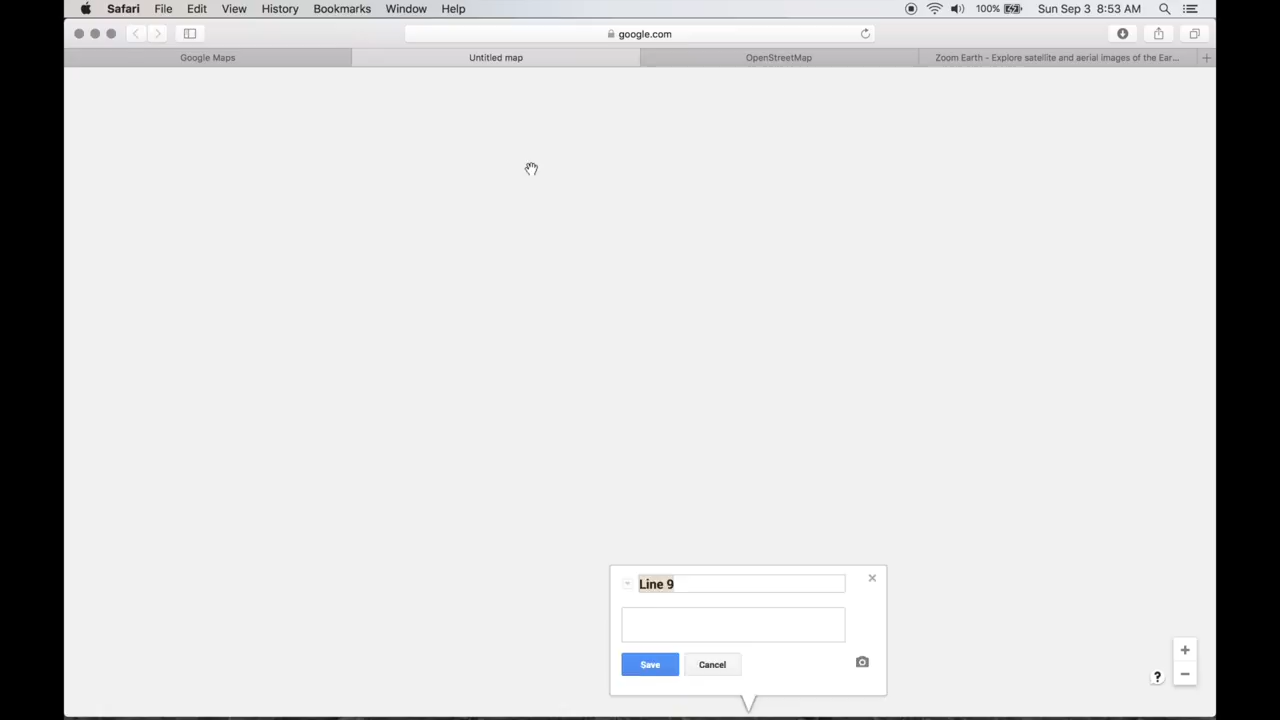 Safari File Edit View History Bookmarks Window Help 100% Sun Sep 3 8:53 AM
google.com
Google Maps Untitled map OpenStreetMap Zoom Earth - Explore satellite and aerial images of the Ear... +
Line 9
Save Cancel
+
?
−